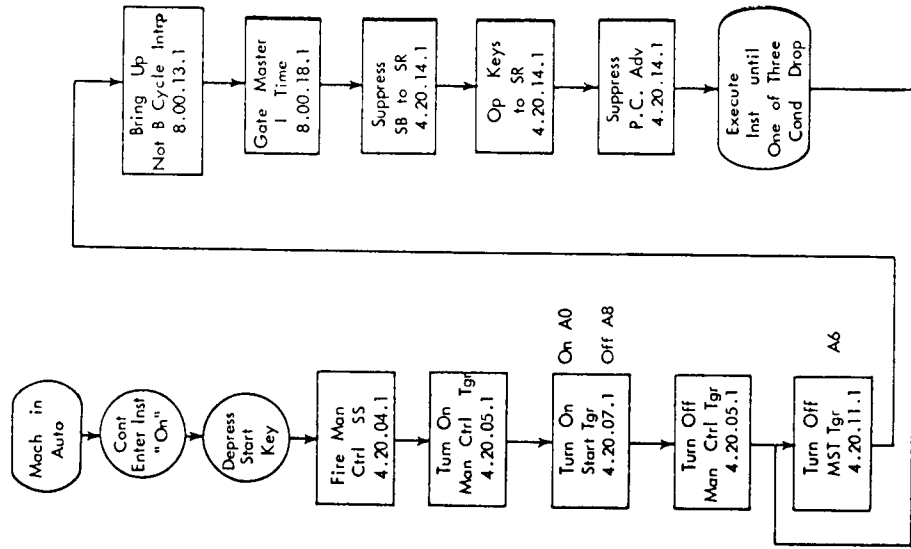 Mach in
Auto
Cont
Enter Inst
"On"
Depress
Start
Key
Fire Man
Ctrl SS
4.20.04.1
Turn On
Man Ctrl Tgr
4.20.05.1
Turn On
Start Tgr
4.20.07.1
On A0
Off A8
Turn Off
Man Ctrl Tgr
4.20.05.1
Turn Off
MST Tgr
4.20.11.1
A6
Bring Up
Not B Cycle Intrp
8.00.13.1
Gate Master
I Time
8.00.18.1
Suppress
SB to SR
4.20.14.1
Op Keys
to SR
4.20.14.1
Suppress
P.C. Adv
4.20.14.1
Execute
Inst until
One of Three
Cond Drop